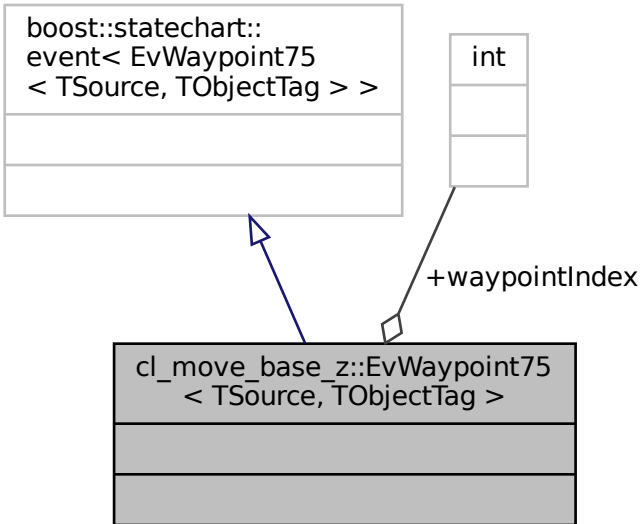 boost::statechart::
event< EvWaypoint75
< TSource, TObjectTag > >
int
+waypointIndex
cl_move_base_z::EvWaypoint75
< TSource, TObjectTag >